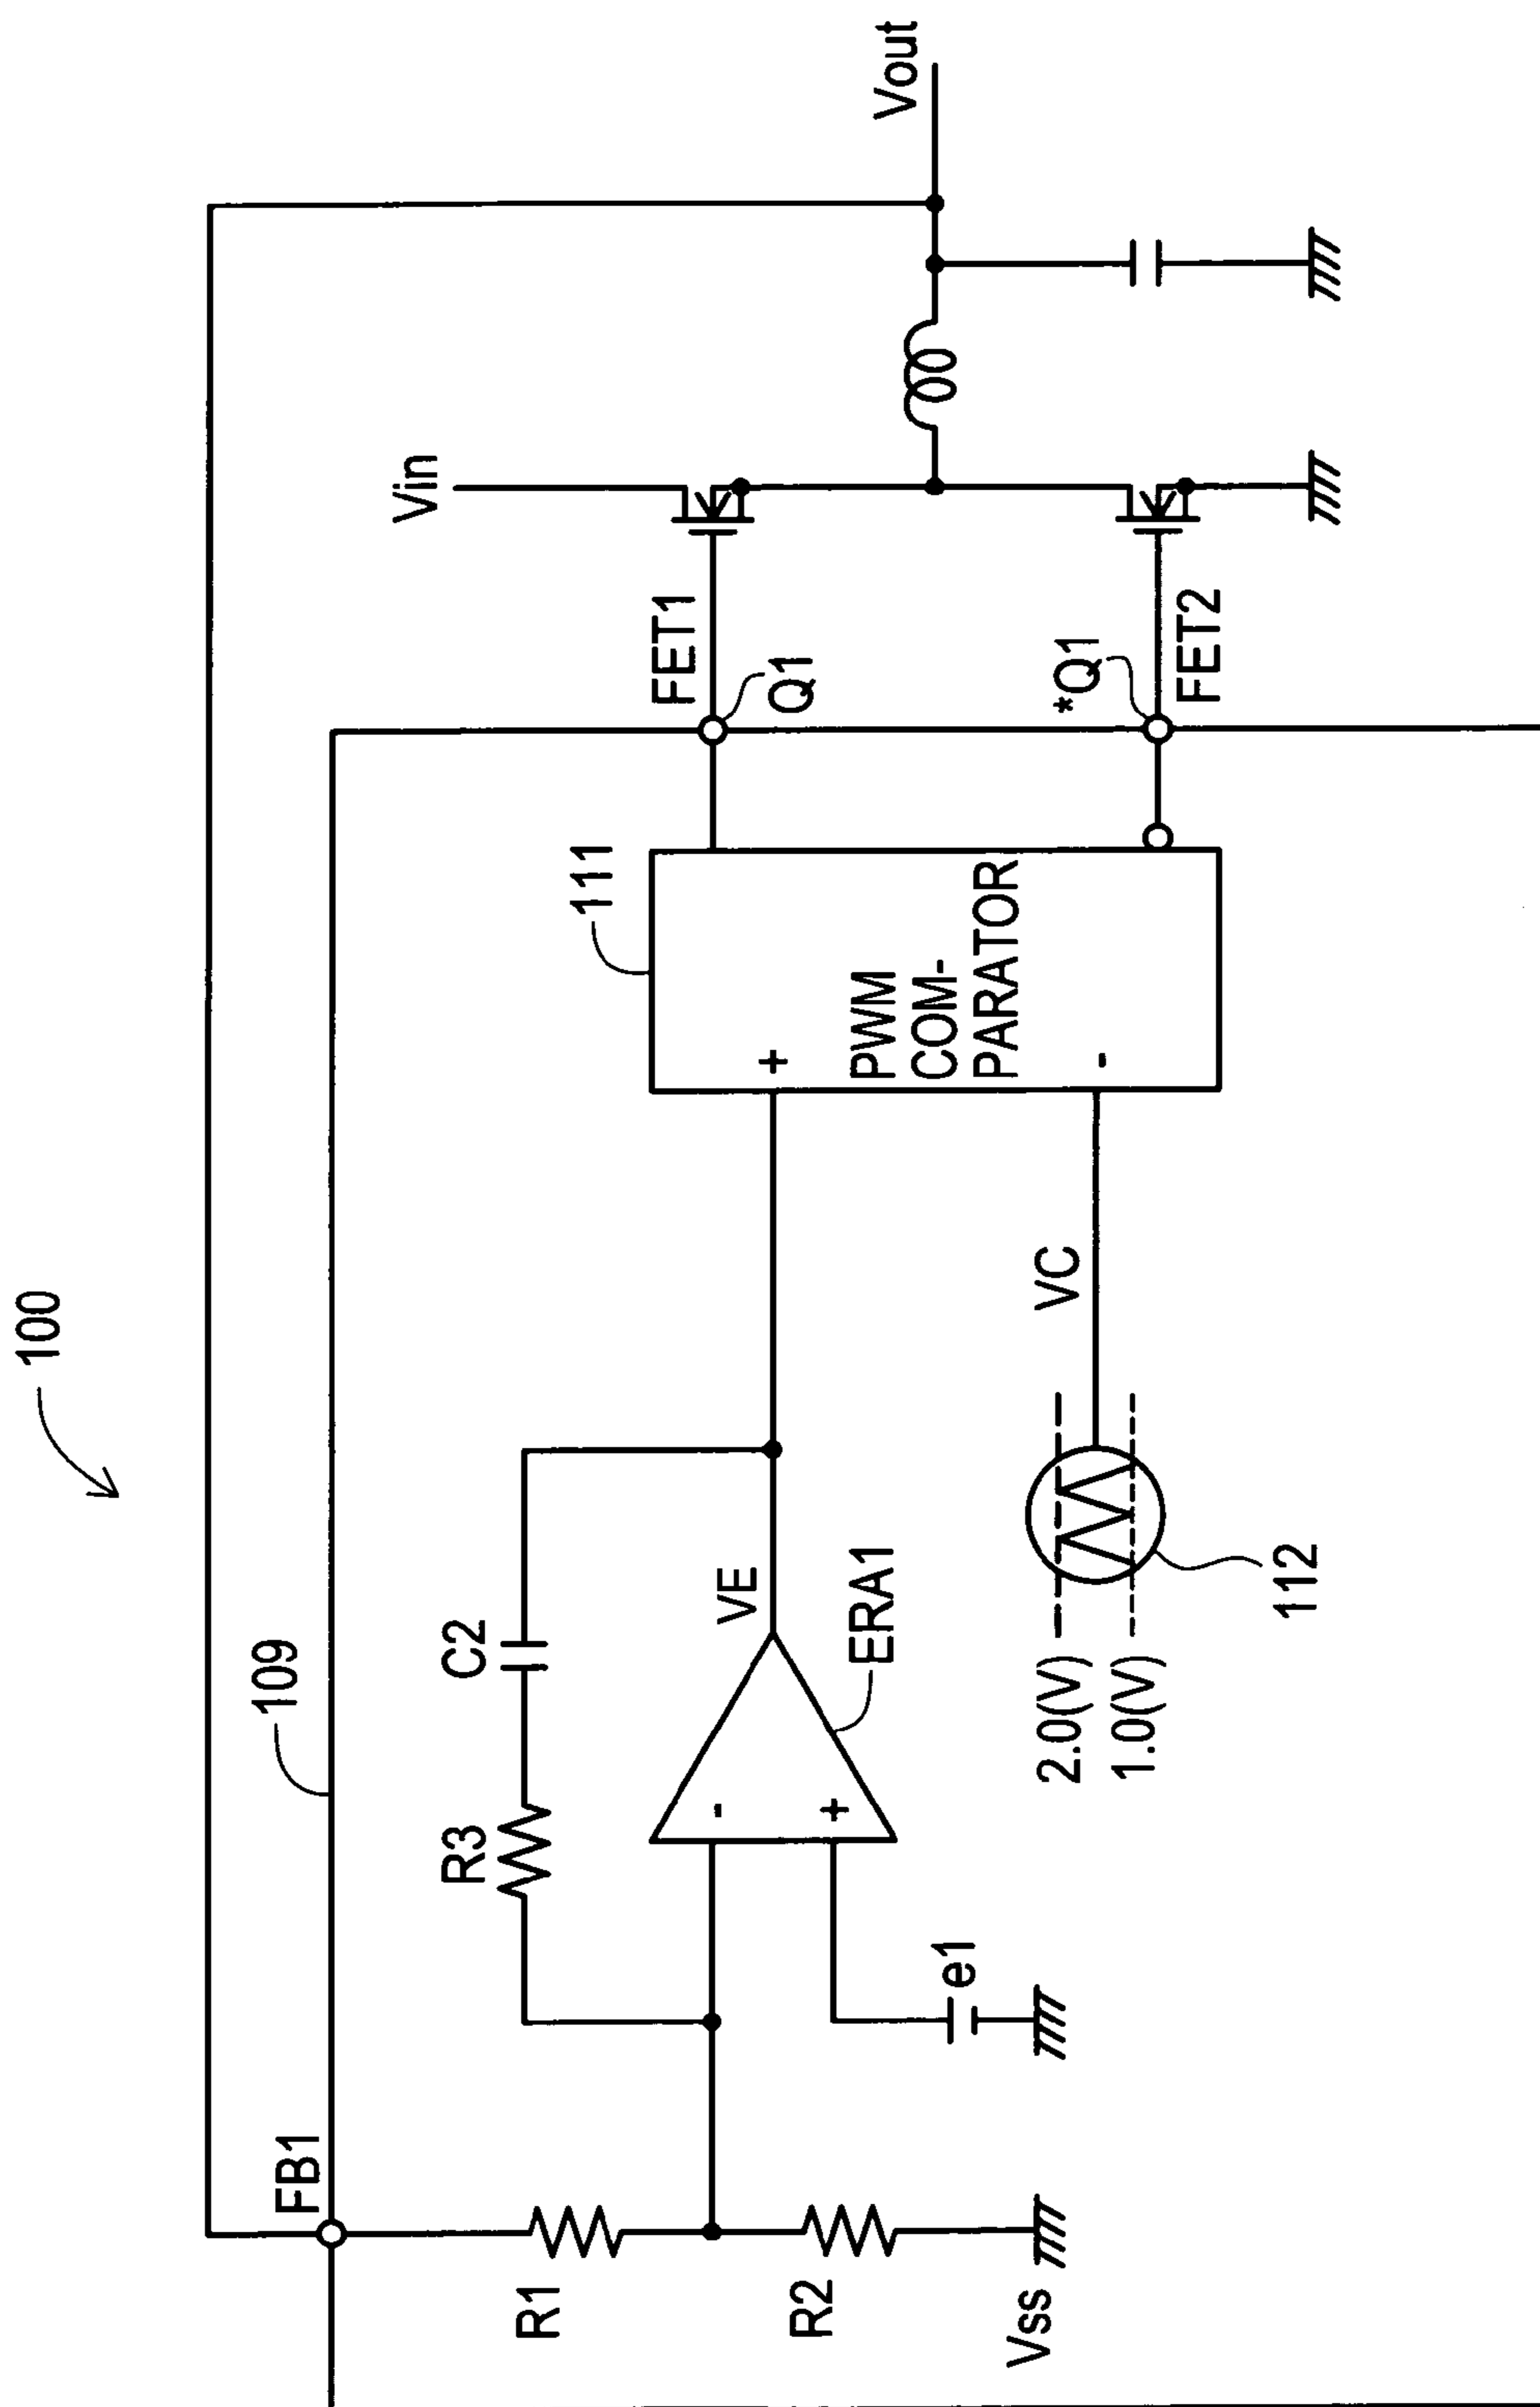 100
109
FB1
R1
R2
Vss
R3
C2
-
+
VE
ERA1
e1
2.0(V)
1.0(V)
112
VC
111
+
PWM
COM-
PARATOR
-
Q1
*Q1
FET1
FET2
Vin
Vout